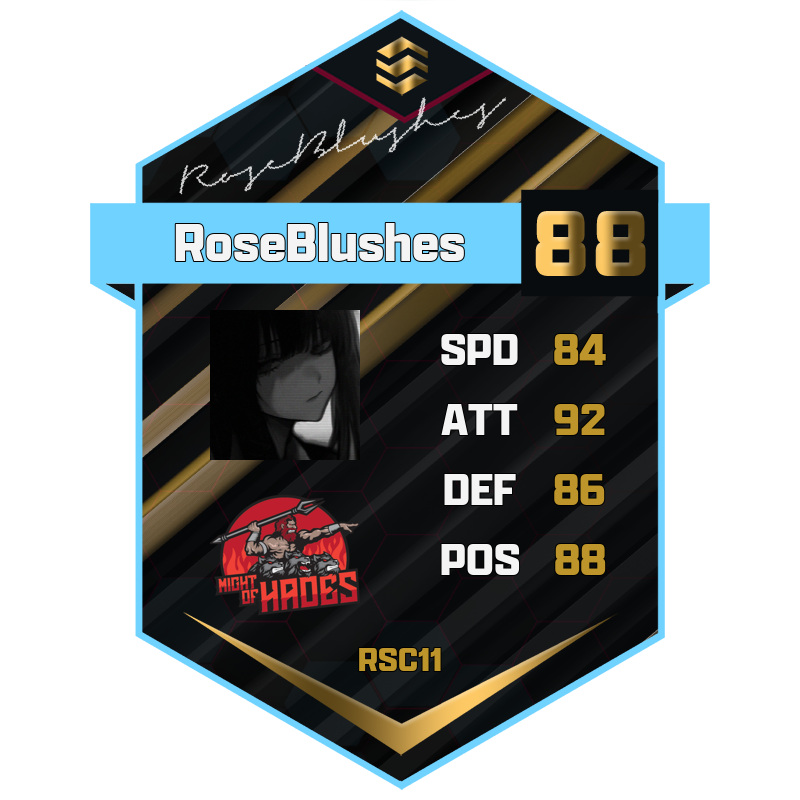 RoseBlushes
RoseBlushes 88
SPD 84
ATT 92
DEF 86
POS 88
MIGHT
OF HADES
RSC11